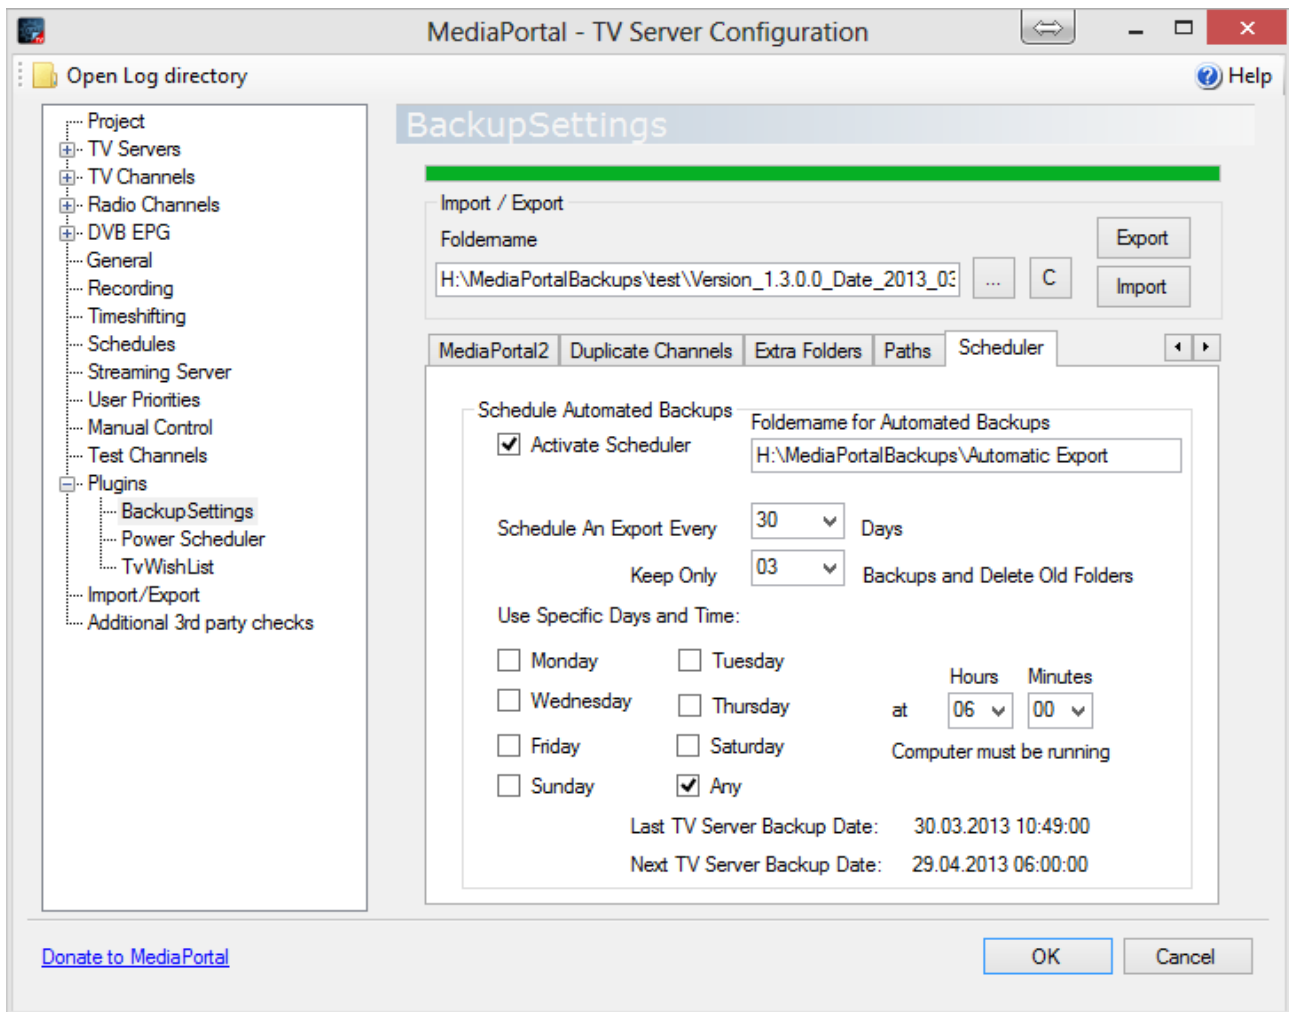 MediaPortal - TV Server Configuration
Open Log directory
Help
Project
TV Servers
TV Channels
Radio Channels
DVB EPG
General
Recording
Timeshifting
Schedules
Streaming Server
User Priorities
Manual Control
Test Channels
Plugins
BackupSettings
Power Scheduler
TvWishList
Import/Export
Additional 3rd party checks
BackupSettings
Import / Export
Foldername
Export
H:\MediaPortalBackups\test\Version_1.3.0.0_Date_2013_03
...
C
Import
MediaPortal2
Duplicate Channels
Extra Folders
Paths
Scheduler
Schedule Automated Backups
Foldername for Automated Backups
Activate Scheduler
H:\MediaPortalBackups\Automatic Export
Schedule An Export Every 30 Days
Keep Only 03 Backups and Delete Old Folders
Use Specific Days and Time:
Monday
Tuesday
Wednesday
Thursday
Friday
Saturday
Sunday
Any
Hours Minutes
at 06 00
Computer must be running
Last TV Server Backup Date: 30.03.2013 10:49:00
Next TV Server Backup Date: 29.04.2013 06:00:00
Donate to MediaPortal
OK
Cancel